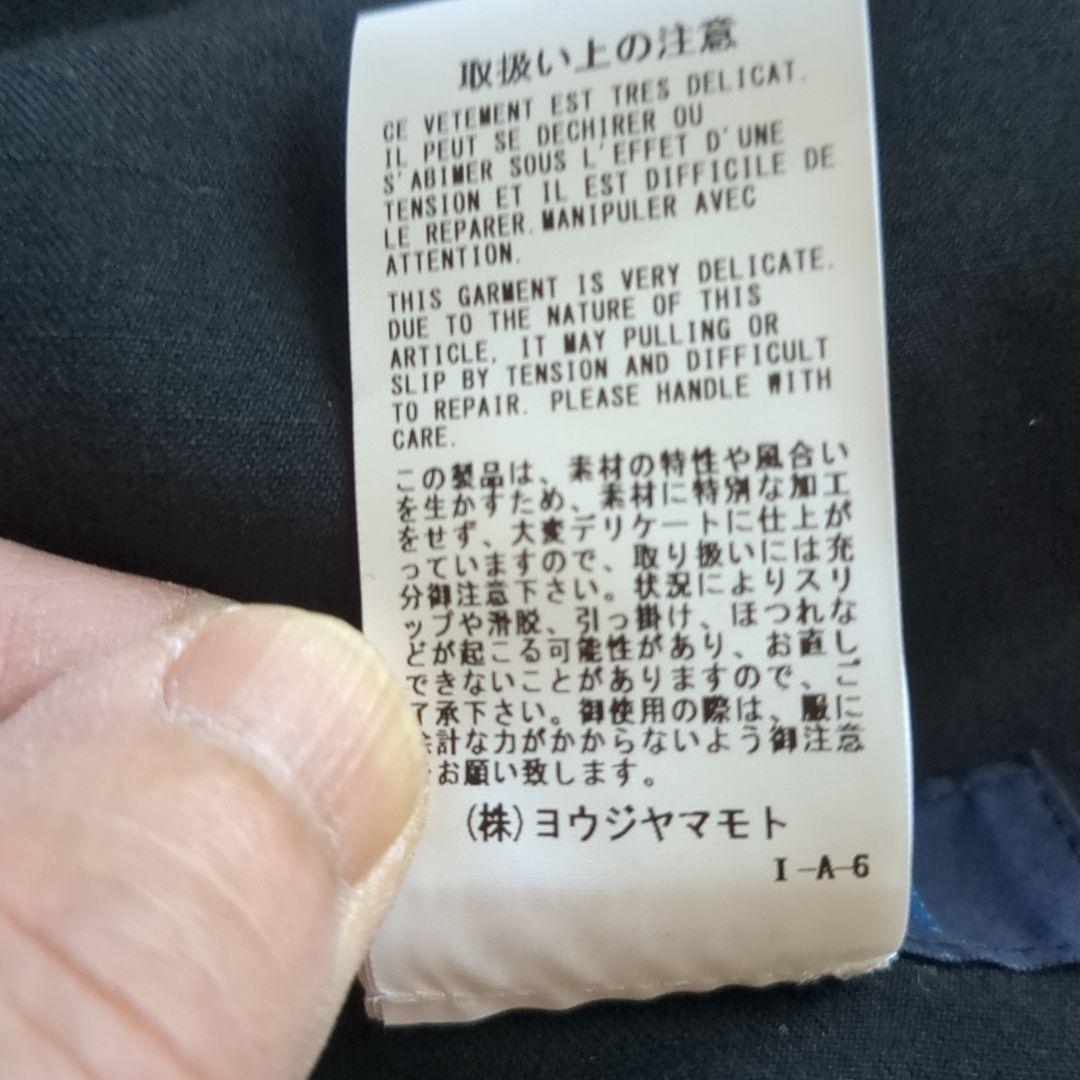 取扱い上の注意
CE VETEMENT EST TRES DELICAT.
IL PEUT SE DECHIRER OU
S'ABIMER SOUS L'EFFET D'UNE
TENSION ET IL EST DIFFICILE DE
LE REPARER. MANIPULER AVEC
ATTENTION.
THIS GARMENT IS VERY DELICATE.
DUE TO THE NATURE OF THIS
ARTICLE, IT MAY PULLING OR
SLIP BY TENSION AND DIFFICULT
TO REPAIR. PLEASE HANDLE WITH
CARE.
この製品は、素材の特性や風合い
を生かすため、素材に特別な加工
をせず、大変デリケートに仕上が
っていますので、取り扱いには充
分御注意下さい。状況によりスリ
ップや滑脱、引っ掛け、ほつれな
どが起こる可能性があり、お直し
できないことがありますので、ご
了承下さい。御使用の際は、服に
計な力がかからないよう御注意
お願い致します。
(株)ヨウジヤマモト
I-A-6